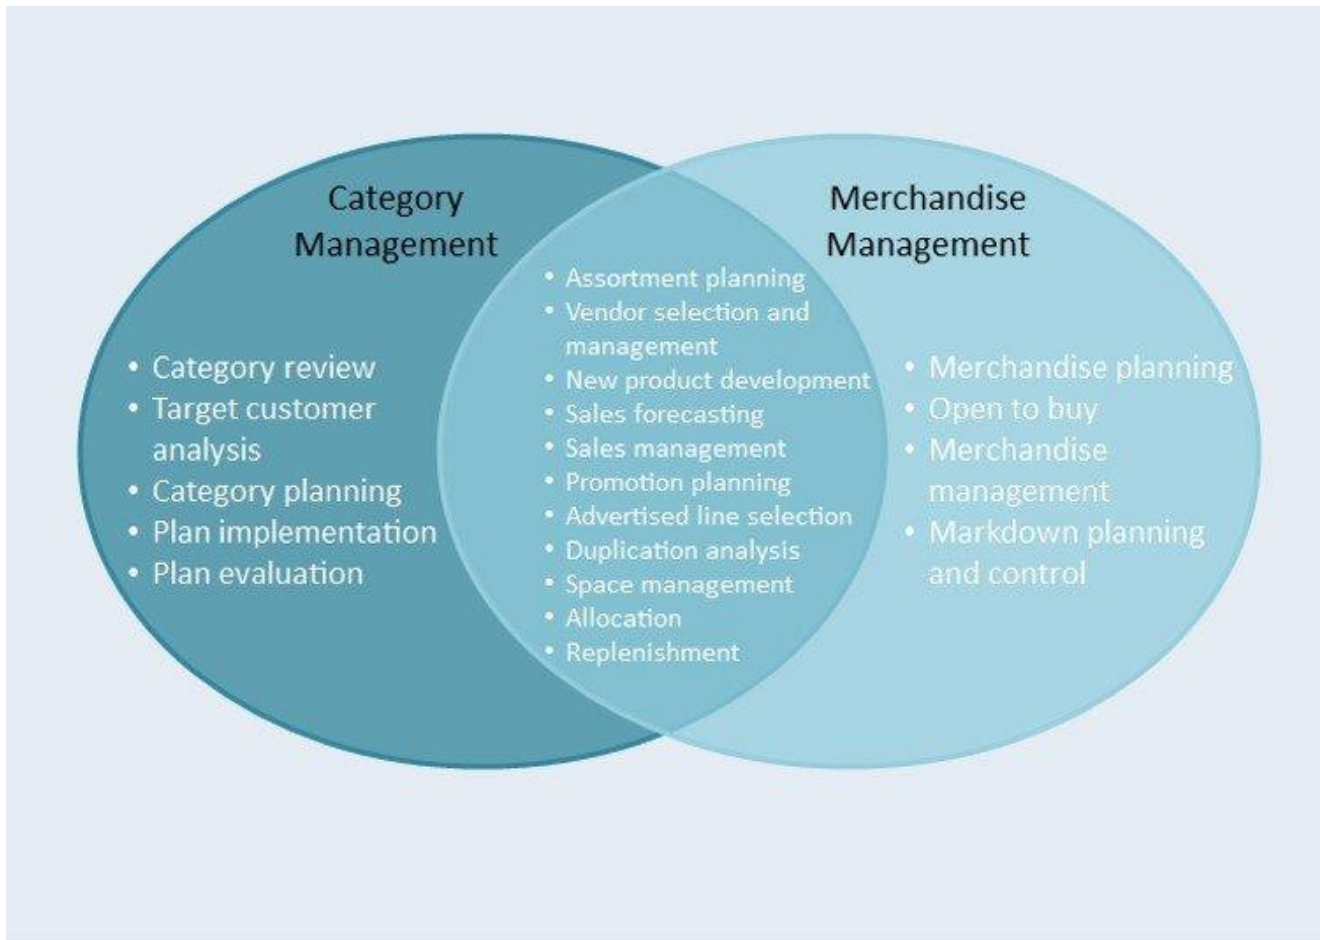 Category
Management
• Category review
• Target customer
analysis
• Category planning
• Plan implementation
• Plan evaluation
• Assortment planning
• Vendor selection and
management
• New product development
• Sales forecasting
• Sales management
• Promotion planning
• Advertised line selection
• Duplication analysis
• Space management
• Allocation
• Replenishment
Merchandise
Management
• Merchandise planning
• Open to buy
• Merchandise
management
• Markdown planning
and control